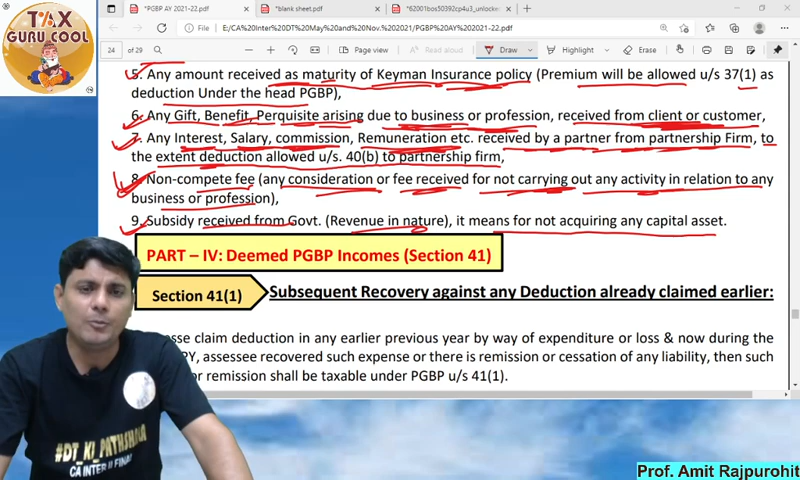 TAX
GURU COOL
"PGBP AY 2021-22.pdf
*blank sheet.pdf
*62001bos50392cp4u3_unlocked
File
E:/CA%20Inter%20DT%20May%20and%20Nov.%202021/PGBP%20AY%202021-22.pdf
24 of 29
Page view
Read aloud
Draw
Highlight
Erase
5. Any amount received as maturity of Keyman Insurance policy (Premium will be allowed u/s 37(1) as
deduction Under the head PGBP),
6. Any Gift, Benefit, Perquisite arising due to business or profession, received from client or customer,
7. Any Interest, Salary, commission, Remuneration etc. received by a partner from partnership Firm, to
the extent deduction allowed u/s. 40(b) to partnership firm,
8. Non-compete fee (any consideration or fee received for not carrying out any activity in relation to any
business or profession),
9. Subsidy received from Govt. (Revenue in nature), it means for not acquiring any capital asset.
PART – IV: Deemed PGBP Incomes (Section 41)
Section 41(1)
Subsequent Recovery against any Deduction already claimed earlier:
claim deduction in any earlier previous year by way of expenditure or loss & now during the
PY, assessee recovered such expense or there is remission or cessation of any liability, then such
or remission shall be taxable under PGBP u/s 41(1).
#DT_KI_PATHSHALA
CA INTER II FINAL
Prof. Amit Rajpurohit